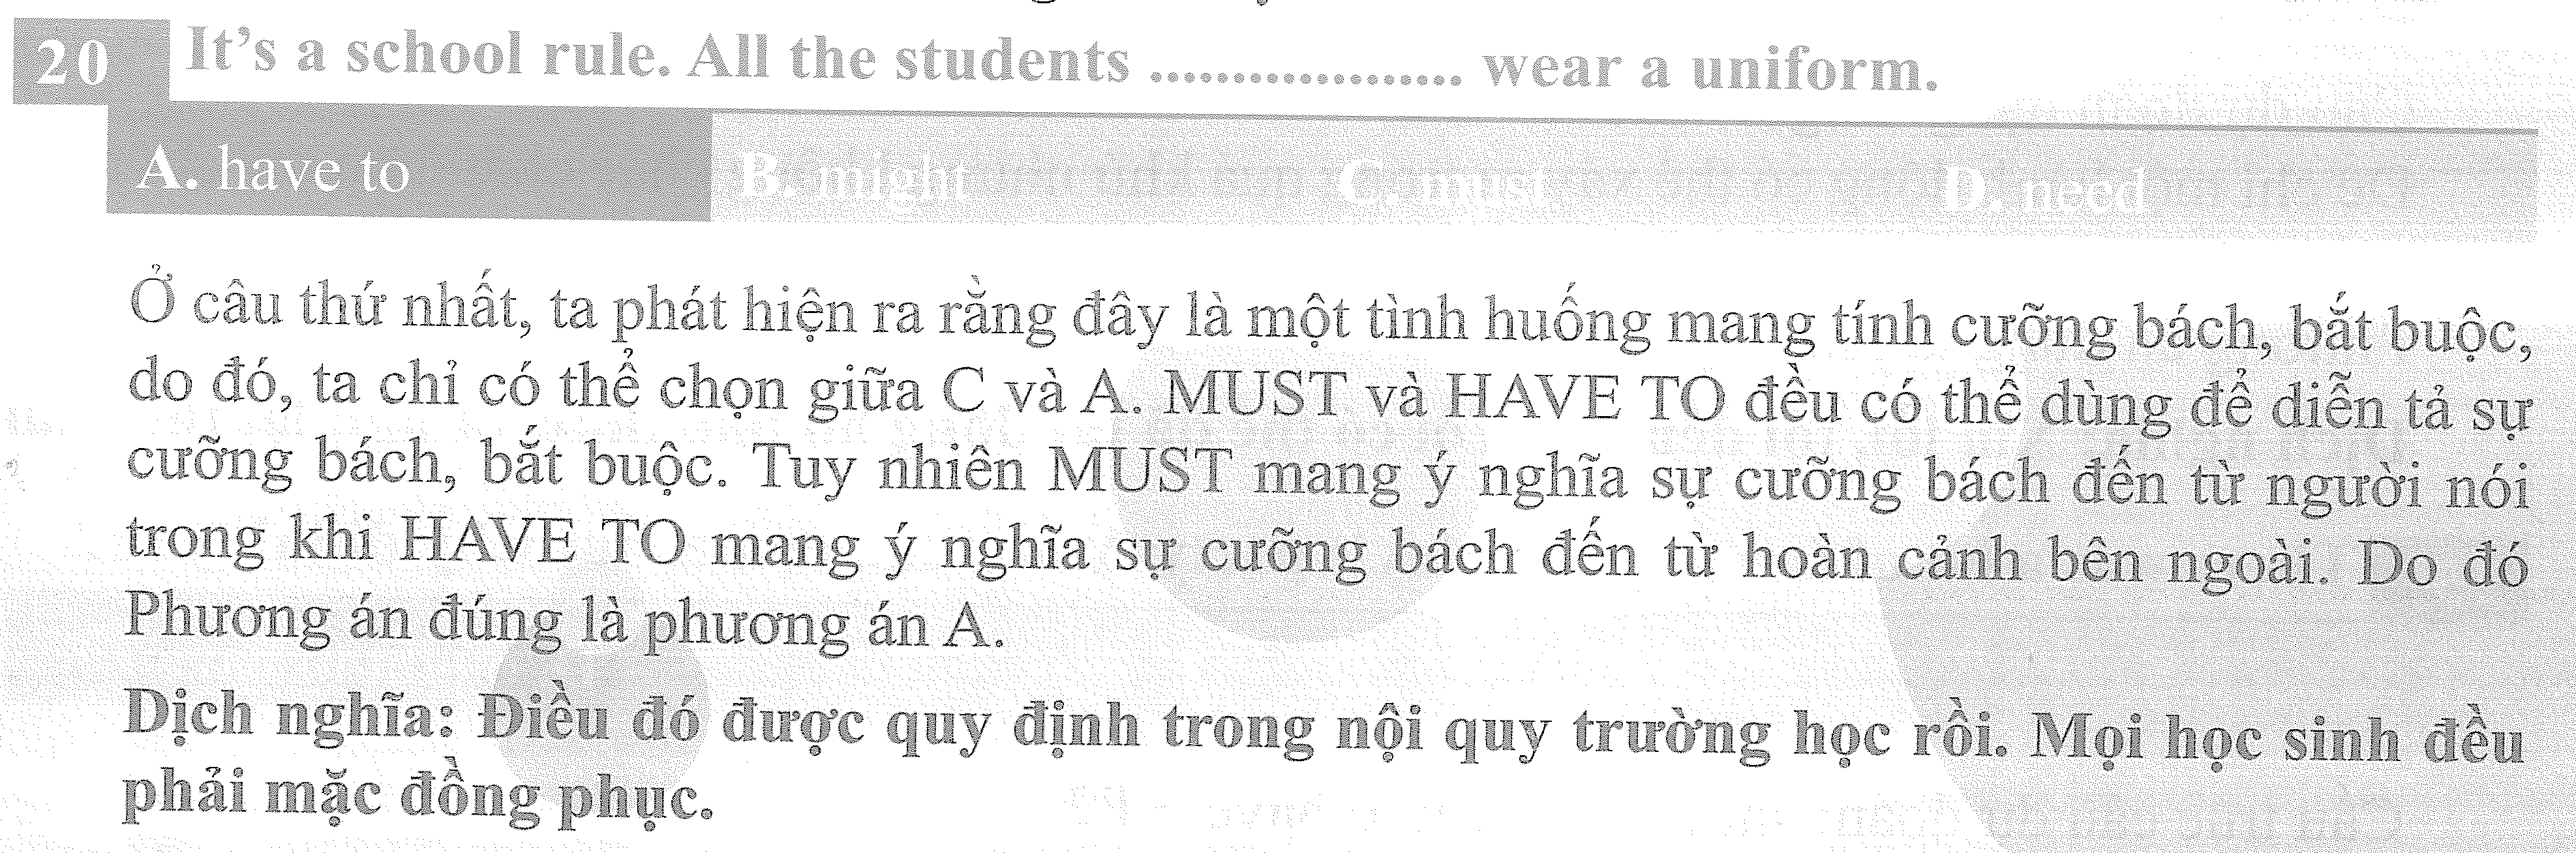 20 It's a school rule. All the students ................... wear a uniform.
A. have to B. might C. must D. need
Ở câu thứ nhất, ta phát hiện ra rằng đây là một tình huống mang tính cưỡng bách, bắt buộc,
do đó, ta chỉ có thể chọn giữa C và A. MUST và HAVE TO đều có thể dùng để diễn tả sự
cưỡng bách, bắt buộc. Tuy nhiên MUST mang ý nghĩa sự cưỡng bách đến từ người nói
trong khi HAVE TO mang ý nghĩa sự cưỡng bách đến từ hoàn cảnh bên ngoài. Do đó
Phương án đúng là phương án A.
Dịch nghĩa: Điều đó được quy định trong nội quy trường học rồi. Mọi học sinh đều
phải mặc đồng phục.